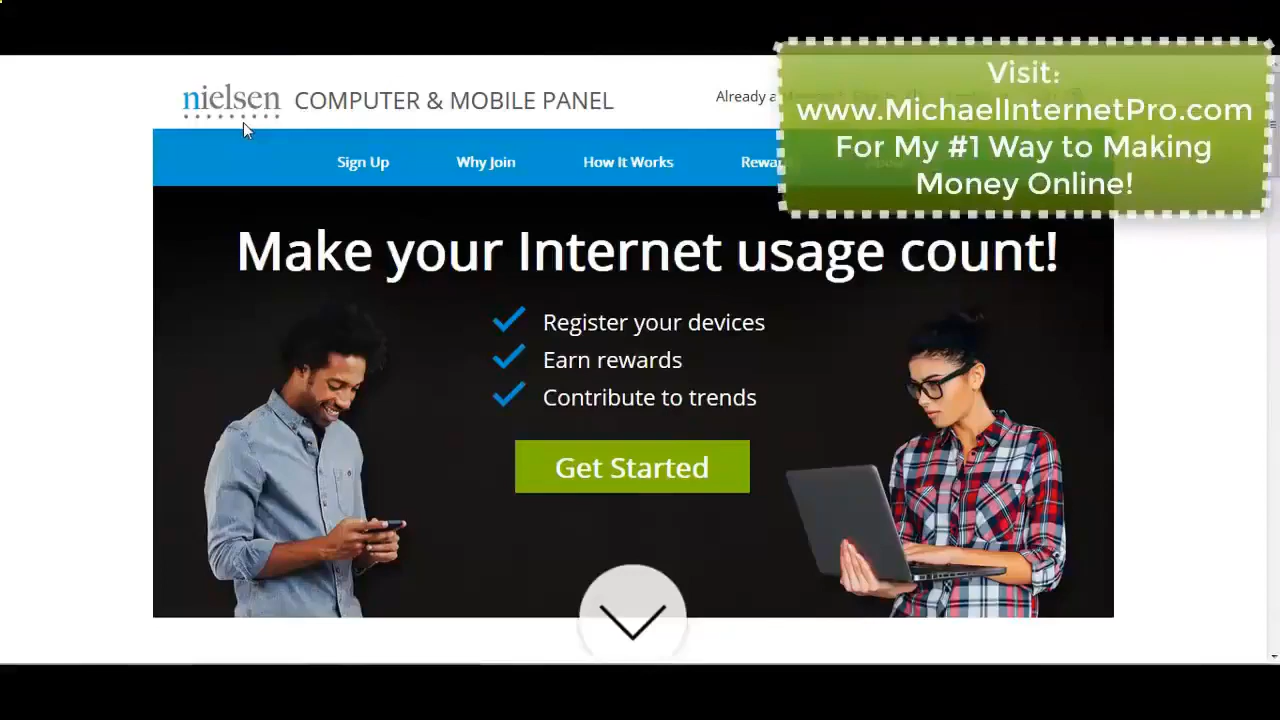 nielsen COMPUTER & MOBILE PANEL
Already a
Visit:
www.MichaelInternetPro.com
For My #1 Way to Making
Money Online!
Sign Up Why Join How It Works
Make your Internet usage count!
Register your devices
Earn rewards
Contribute to trends
Get Started